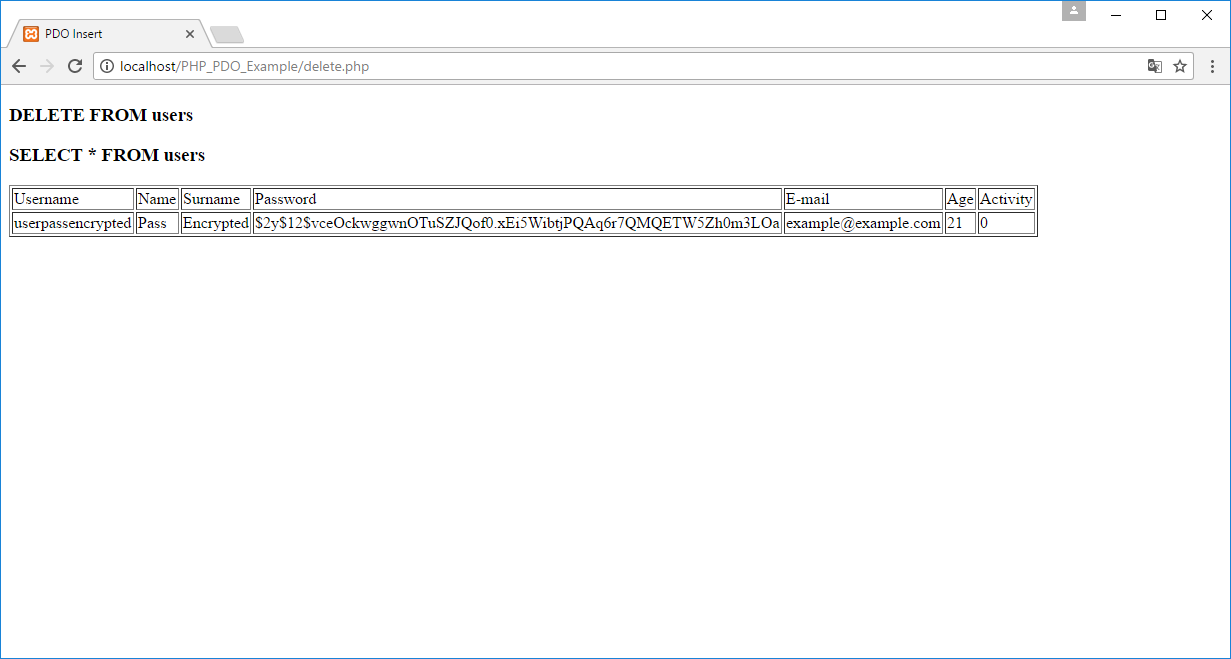 PDO Insert
localhost/PHP_PDO_Example/delete.php
DELETE FROM users
SELECT * FROM users
Username Name Surname Password E-mail Age Activity
userpassencrypted Pass Encrypted $2y$12$vceOckwggwnOTuSZJQof0.xEi5WibtjPQAq6r7QMQETW5Zh0m3LOa example@example.com 21 0